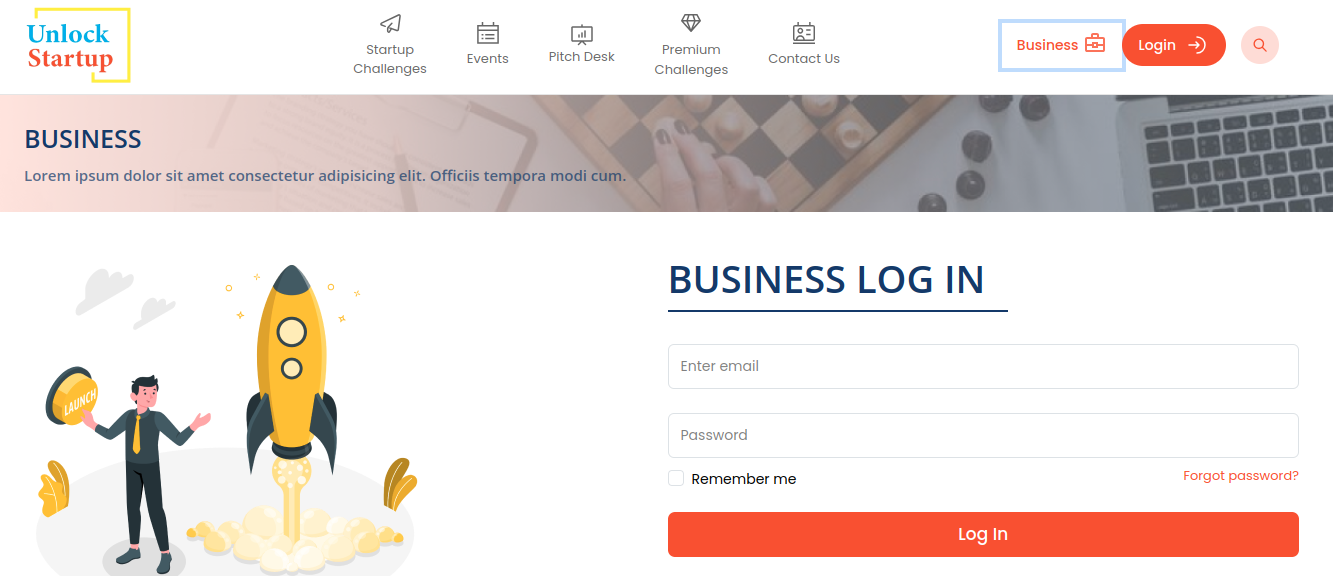 Unlock
Startup
Startup
Challenges
Events
Pitch Desk
Premium
Challenges
Contact Us
Business
Login
BUSINESS
Lorem ipsum dolor sit amet consectetur adipisicing elit. Officiis tempora modi cum.
LAUNCH
BUSINESS LOG IN
Enter email
Password
Remember me
Forgot password?
Log In